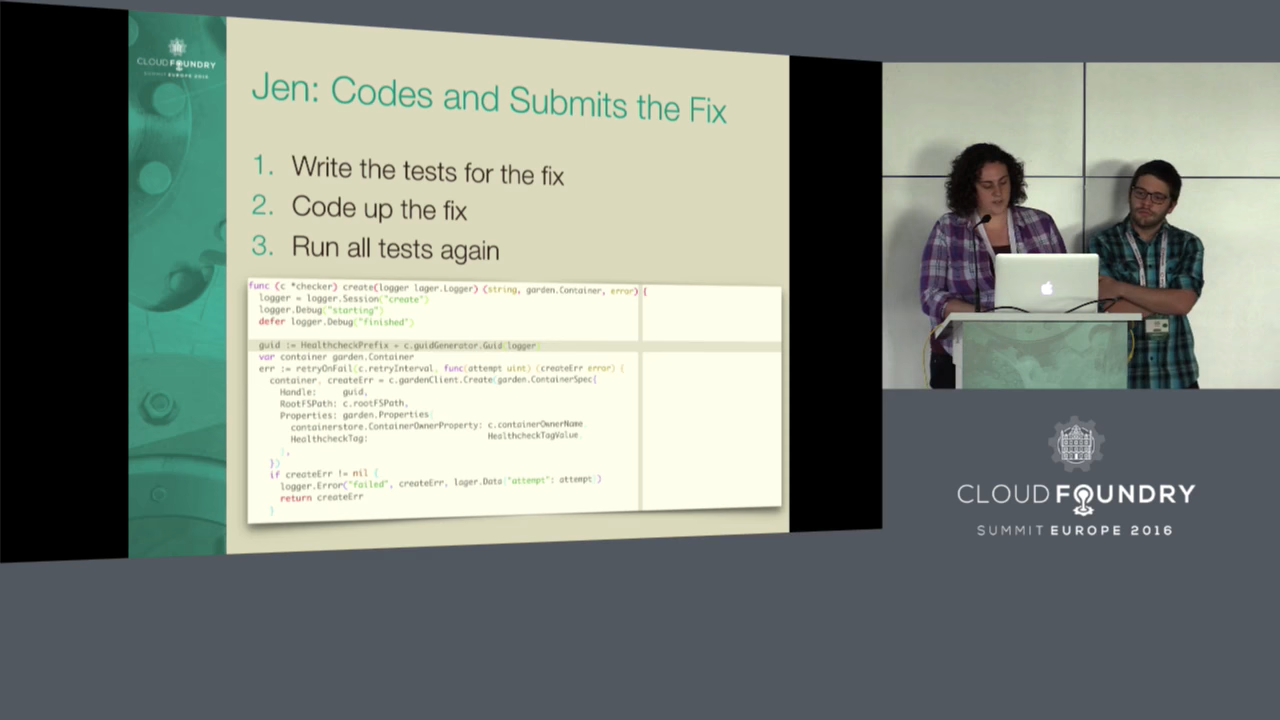 CLOUD FOUNDRY
SUMMIT EUROPE 2016
Jen: Codes and Submits the Fix
1. Write the tests for the fix
2. Code up the fix
3. Run all tests again
func (c *checker) create(logger lager.Logger) (string, garden.Container, error) {
logger = logger.Session("create")
logger.Debug("starting")
defer logger.Debug("finished")
guid := HealthcheckPrefix + c.guidGenerator.Guid(logger)
var container garden.Container
err := retryOnFail(c.retryInterval, func(attempt uint) (createErr error) {
container, createErr = c.gardenClient.Create(garden.ContainerSpec{
Handle: guid,
RootFSPath: c.rootFSPath,
Properties: garden.Properties{
containerstore.ContainerOwnerProperty: c.containerOwnerName,
HealthcheckTag: HealthcheckTagValue,
},
})
if createErr != nil {
logger.Error("failed", createErr, lager.Data{"attempt": attempt})
return createErr
}
CLOUD FOUNDRY
SUMMIT EUROPE 2016